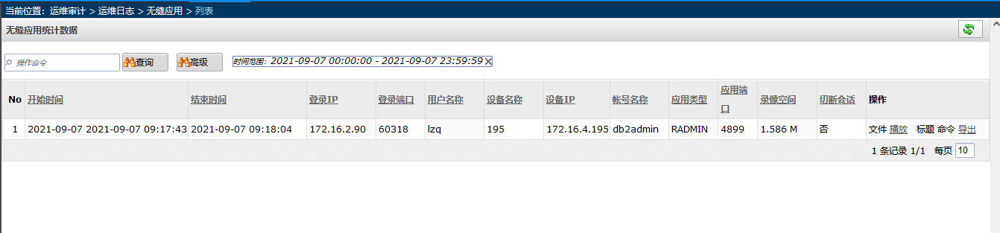 当前位置：运维审计 > 运维日志 > 无缝应用 > 列表
无缝应用统计数据
操作命令 查询 高级 时间范围：2021-09-07 00:00:00 - 2021-09-07 23:59:59
No 开始时间 结束时间 登录IP 登录端口 用户名称 设备名称 设备IP 帐号名称 应用类型 应用端口 录像空间 切断会话 操作
1 2021-09-07 2021-09-07 09:17:43 2021-09-07 09:18:04 172.16.2.90 60318 lzq 195 172.16.4.195 db2admin RADMIN 4899 1.586 M 否 文件 播放 标题 命令 导出
1 条记录 1/1 每页 10